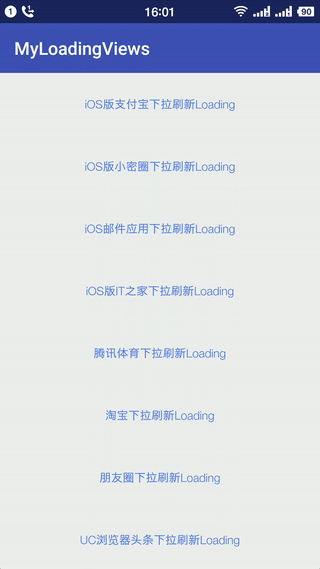 1 16:01 90
MyLoadingViews
iOS版支付宝下拉刷新Loading
iOS版小密圈下拉刷新Loading
iOS邮件应用下拉刷新Loading
iOS版IT之家下拉刷新Loading
腾讯体育下拉刷新Loading
淘宝下拉刷新Loading
朋友圈下拉刷新Loading
UC浏览器头条下拉刷新Loading